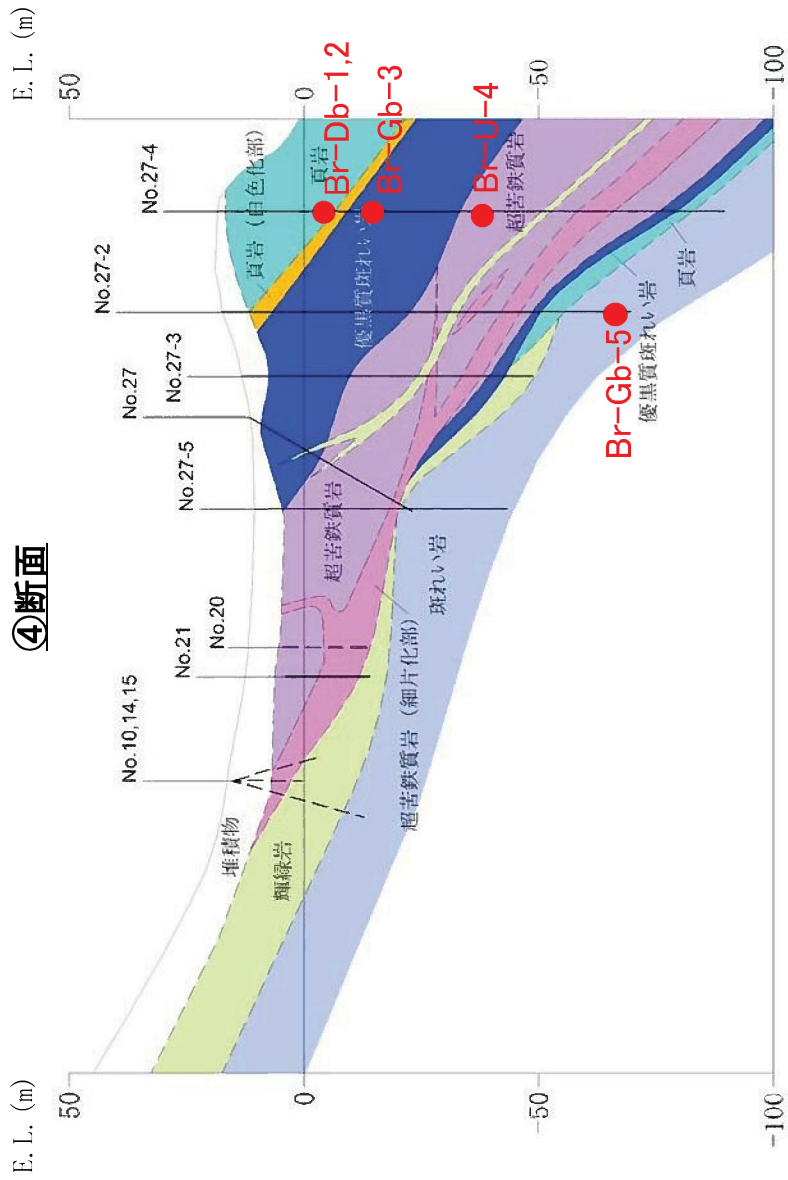 ④断面
E.L. (m)
50
0
-50
-100
E.L. (m)
50
0
-50
-100
No.10,14,15
No.21
No.20
No.27-5
No.27
No.27-3
No.27-2
No.27-4
堆積物
輝緑岩
超苦鉄質岩(細片化部)
斑れい岩
超苦鉄質岩
優黒質斑れい岩
頁岩(白色化部)
頁岩
超苦鉄質岩
優黒質斑れい岩
頁岩
Br-Db-1,2
Br-Gb-3
Br-U-4
Br-Gb-5